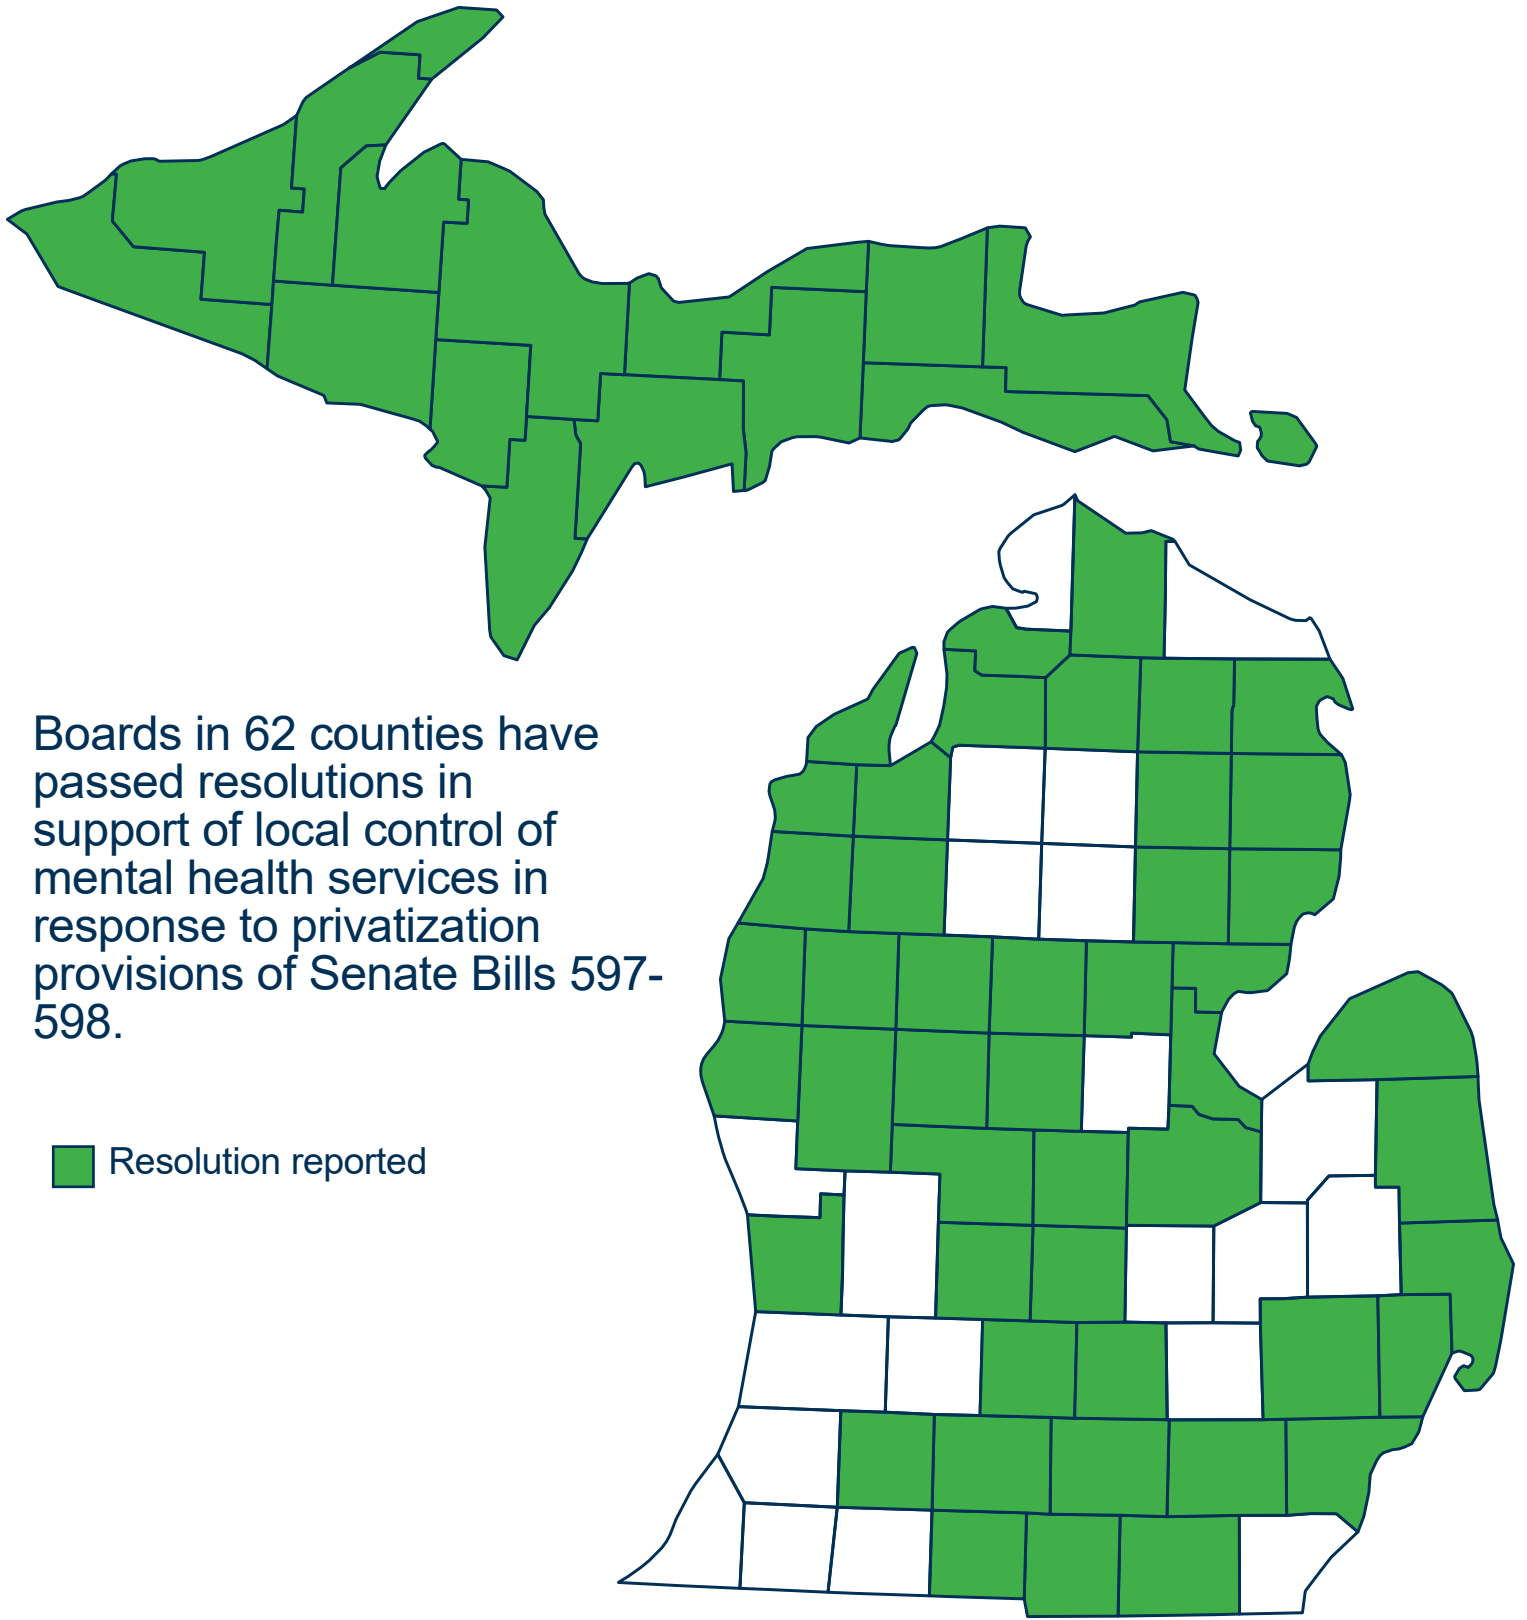 Boards in 62 counties have
passed resolutions in
support of local control of
mental health services in
response to privatization
provisions of Senate Bills 597-
598.
Resolution reported